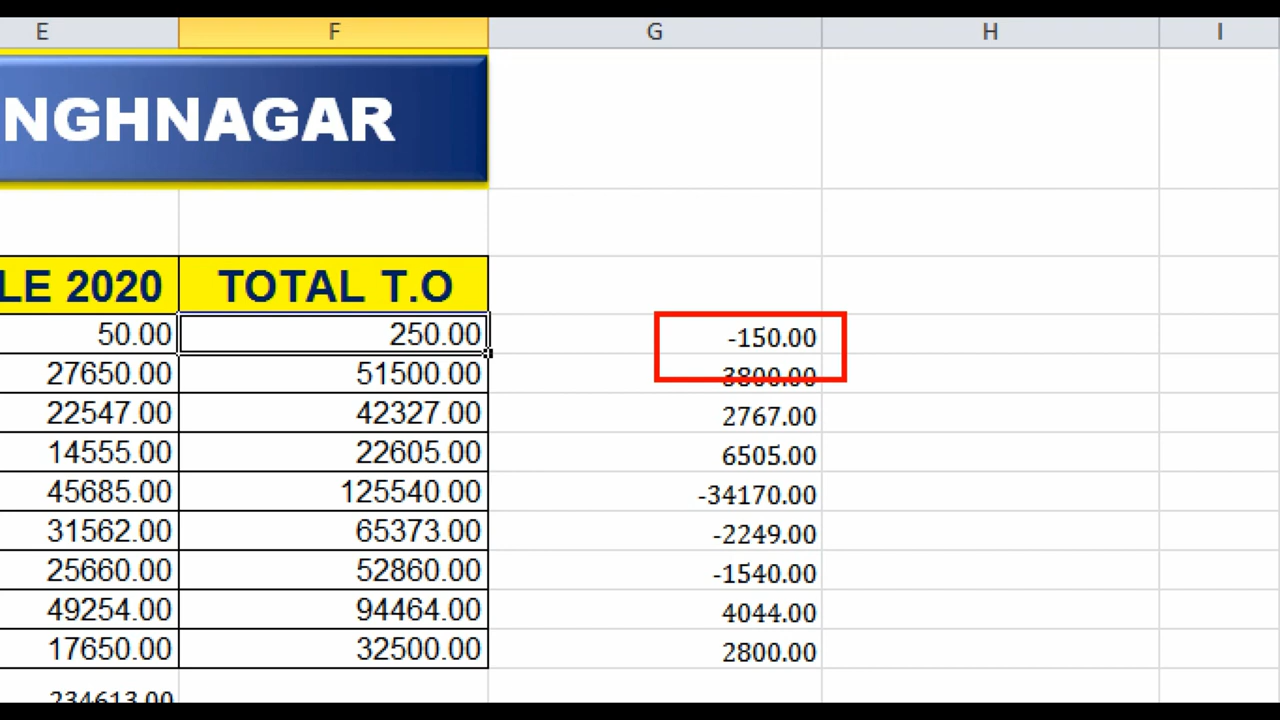 E F G H I
NGHNAGAR
LE 2020 TOTAL T.O
50.00 250.00 -150.00
27650.00 51500.00 3800.00
22547.00 42327.00 2767.00
14555.00 22605.00 6505.00
45685.00 125540.00 -34170.00
31562.00 65373.00 -2249.00
25660.00 52860.00 -1540.00
49254.00 94464.00 4044.00
17650.00 32500.00 2800.00
234613.00